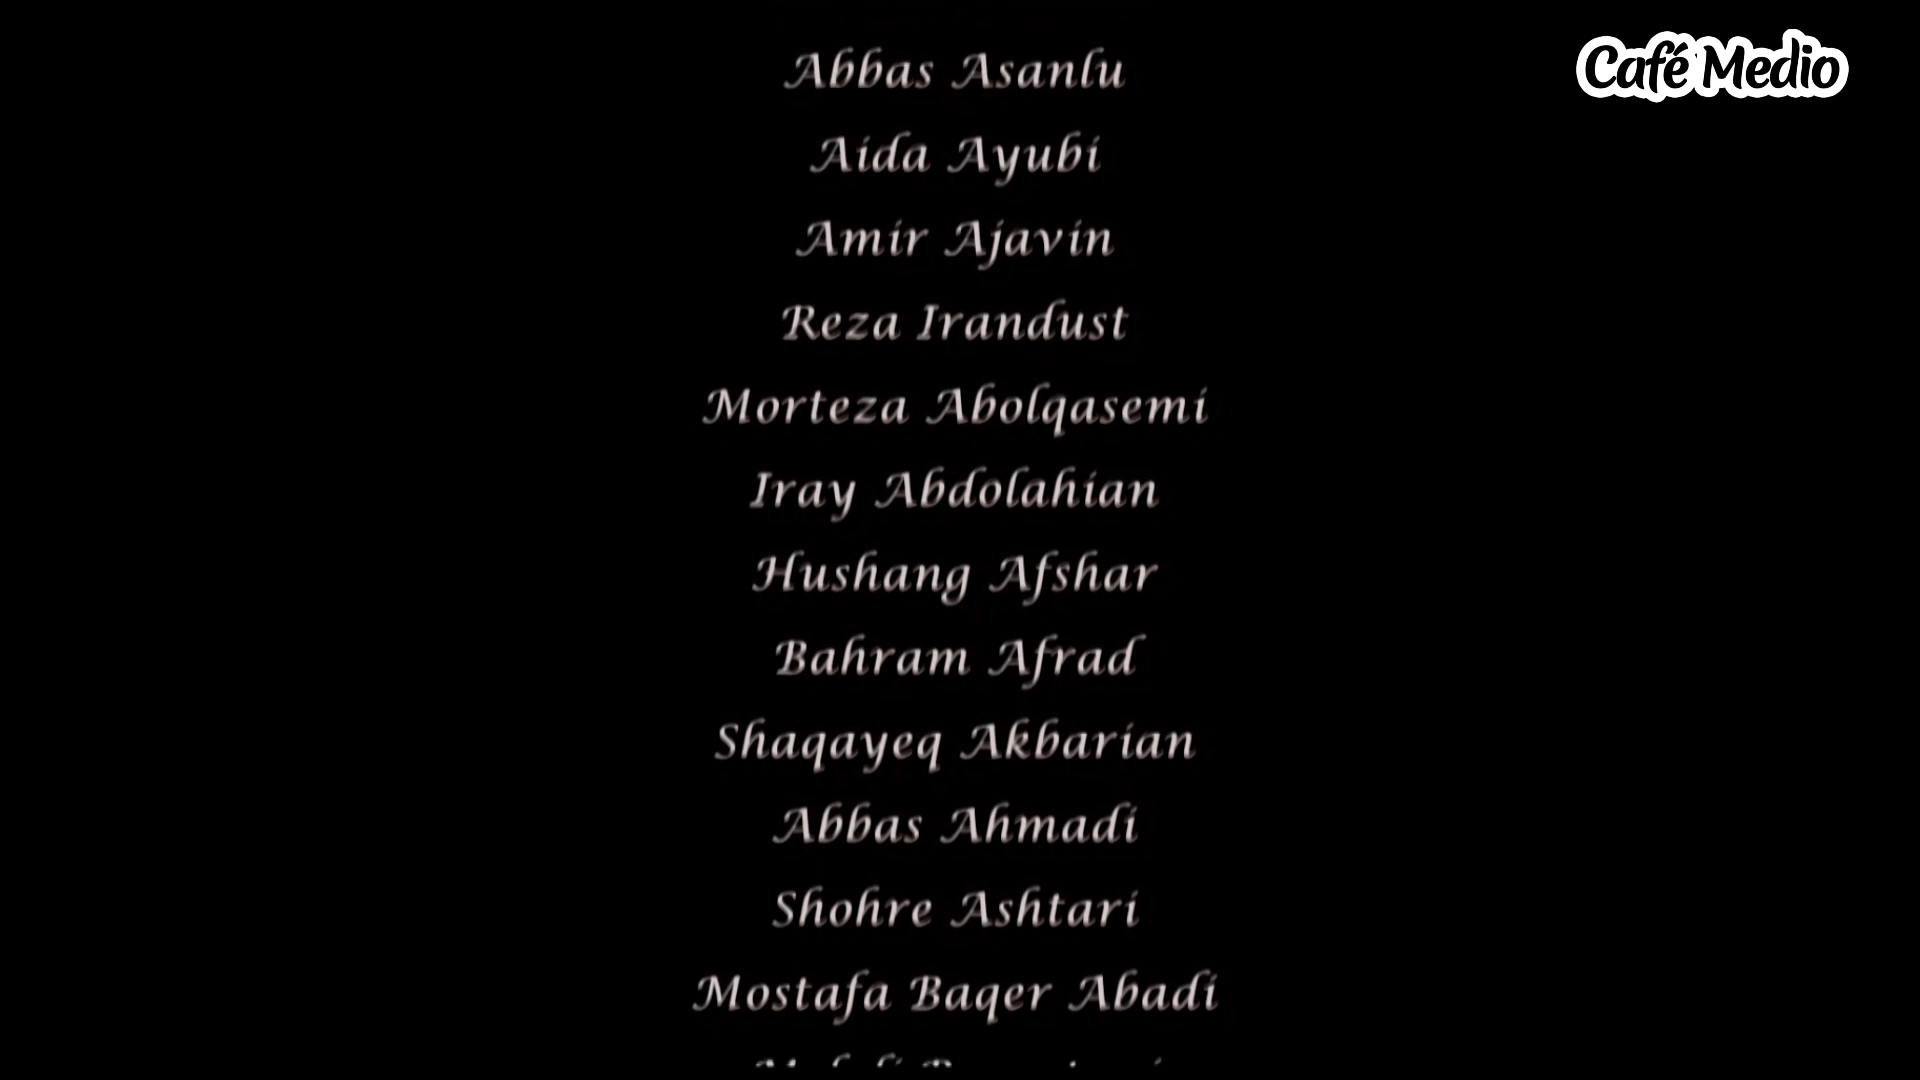 Café Medio
Abbas Asanlu
Aida Ayubi
Amir Ajavin
Reza Irandust
Morteza Abolqasemi
Iray Abdolahian
Hushang Afshar
Bahram Afrad
Shaqayeq Akbarian
Abbas Ahmadi
Shohre Ashtari
Mostafa Baqer Abadi